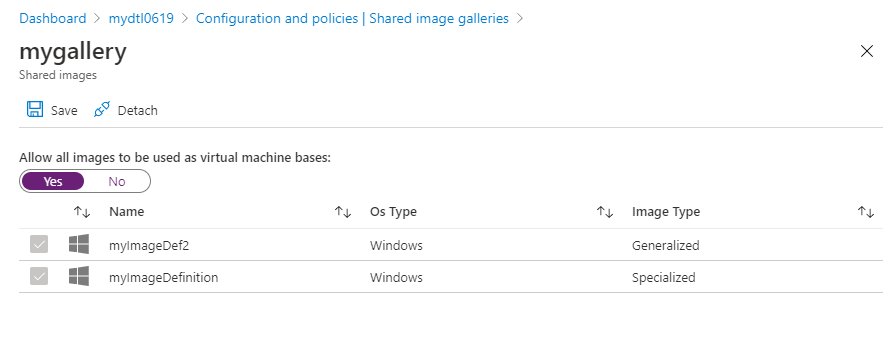 Dashboard > mydtl0619 > Configuration and policies | Shared image galleries >
mygallery
Shared images
Save Detach
Allow all images to be used as virtual machine bases:
Yes No
Name Os Type Image Type
myImageDef2 Windows Generalized
myImageDefinition Windows Specialized